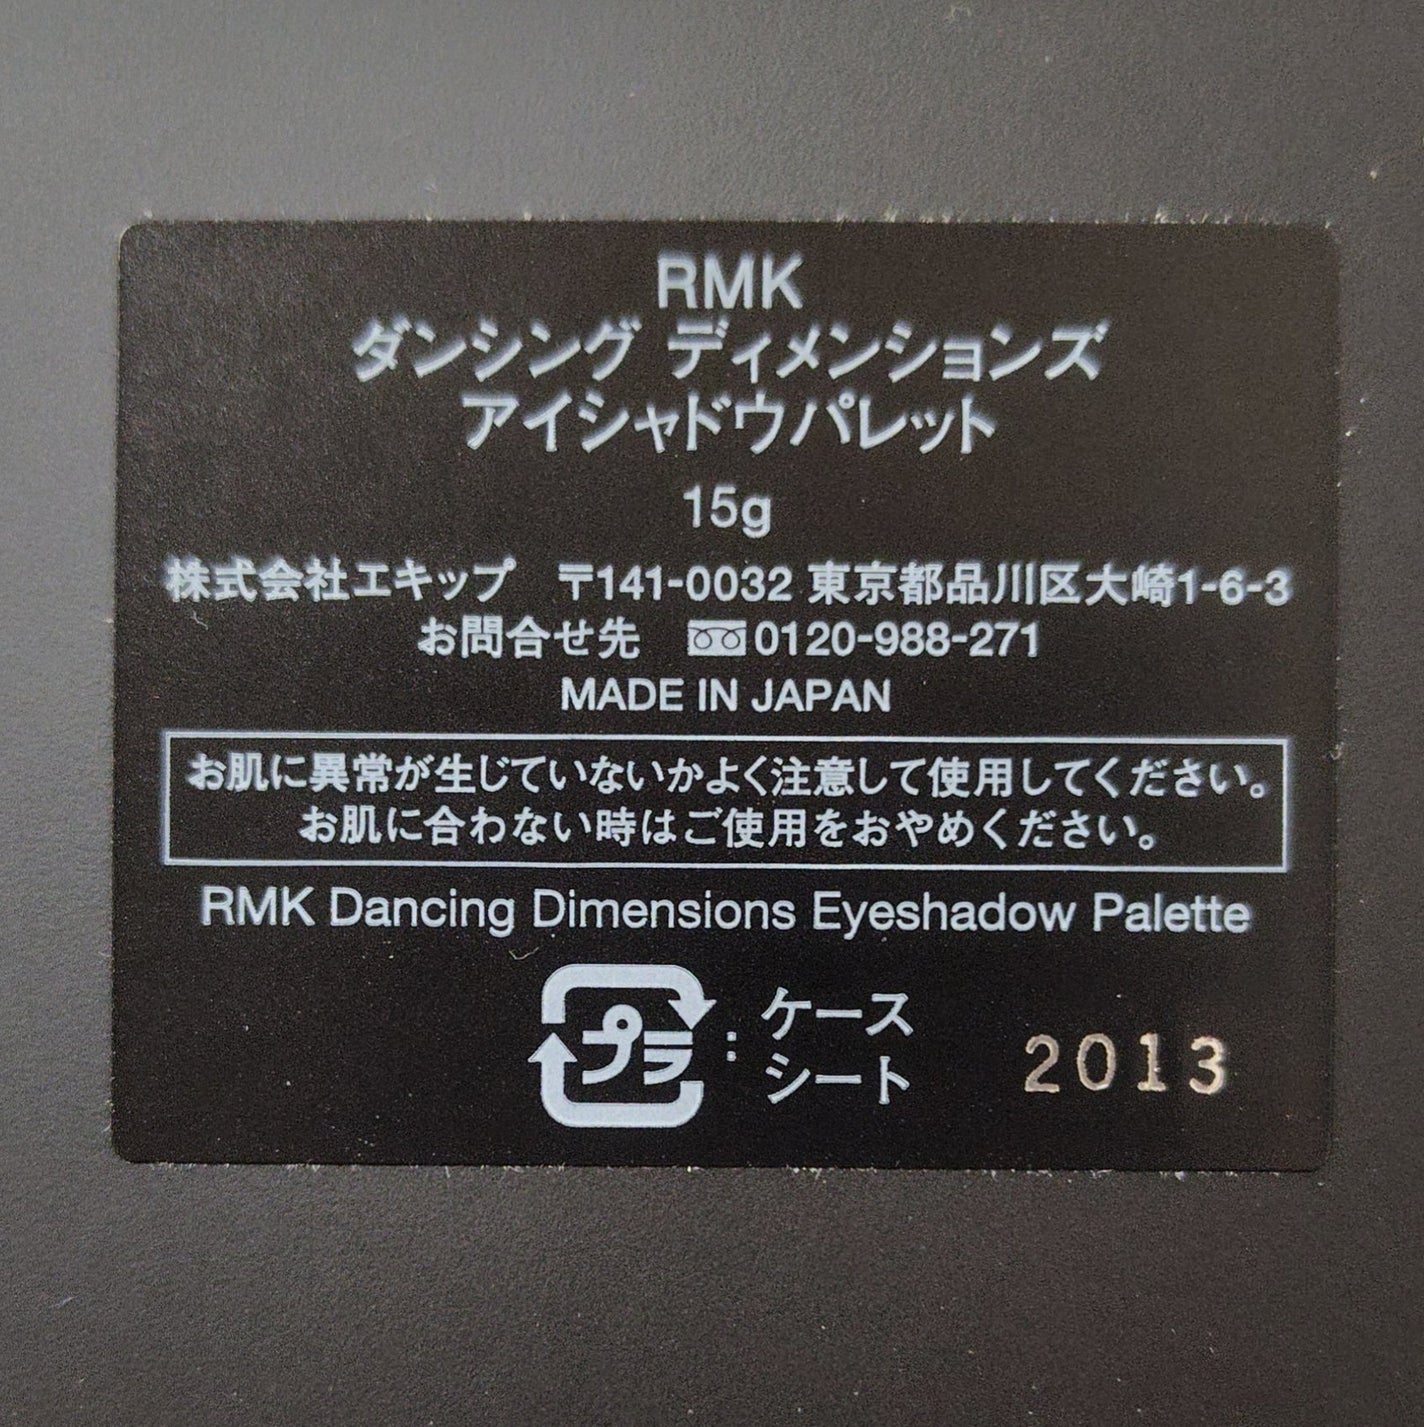 RMK
ダンシング ディメンションズ
アイシャドウパレット
15g
株式会社エキップ 〒141-0032 東京都品川区大崎1-6-3
お問合せ先 0120-988-271
MADE IN JAPAN
お肌に異常が生じていないかよく注意して使用してください。
お肌に合わない時はご使用をおやめください。
RMK Dancing Dimensions Eyeshadow Palette
プラ : ケース
シート
2013